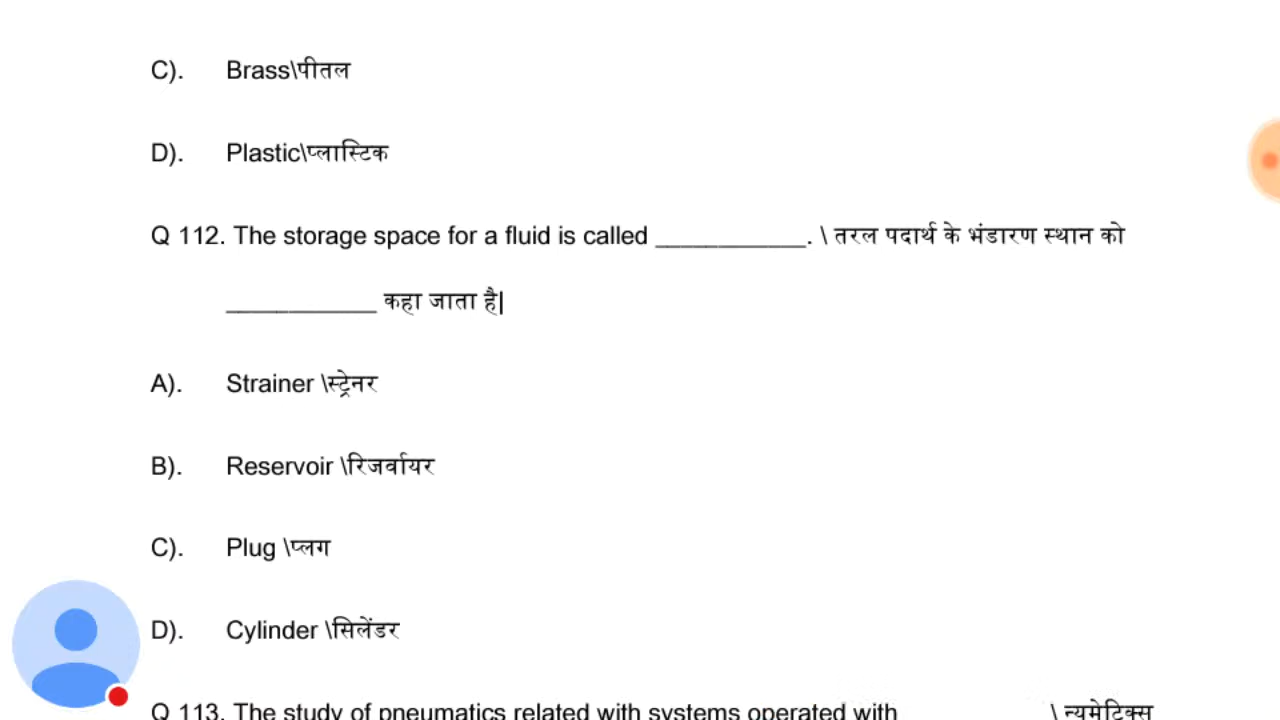 C). Brass\पीतल
D). Plastic\प्लास्टिक
Q 112. The storage space for a fluid is called ____________. \ तरल पदार्थ के भंडारण स्थान को
____________ कहा जाता है|
A). Strainer \स्ट्रेनर
B). Reservoir \रिजर्वायर
C). Plug \प्लग
D). Cylinder \सिलेंडर
Q 113. The study of pneumatics related with systems operated with ____________ \ न्यूमेटिक्स